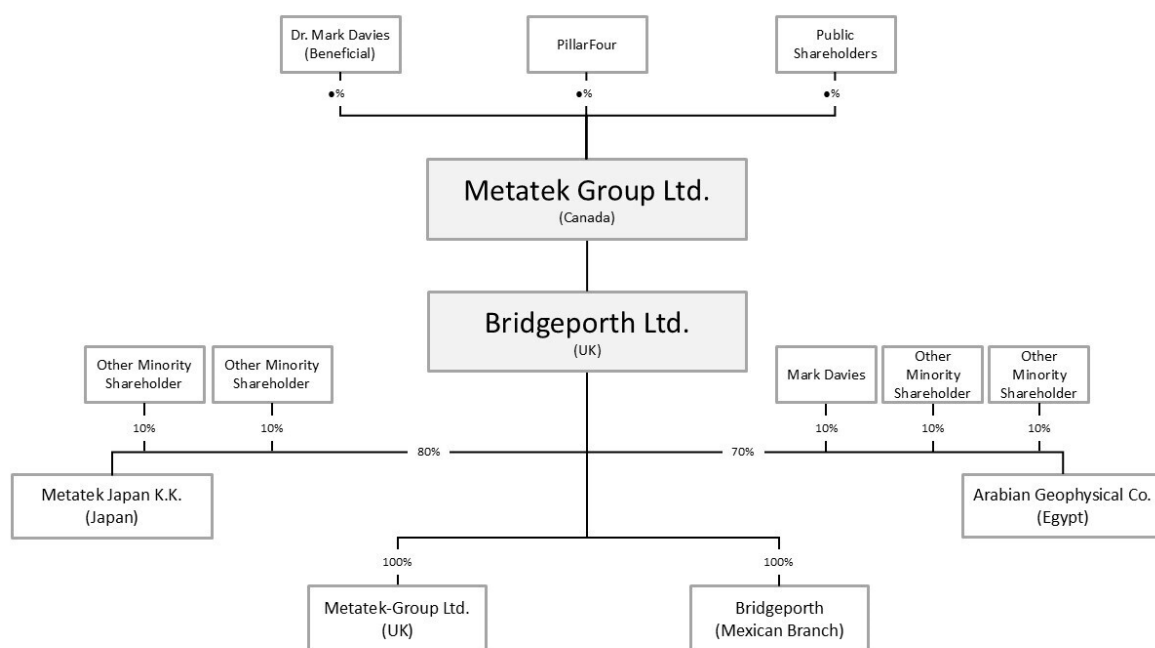 Dr. Mark Davies
(Beneficial)
PillarFour
Public
Shareholders
●%
●%
●%
Metatek Group Ltd.
(Canada)
Bridgeporth Ltd.
(UK)
Other Minority
Shareholder
Other Minority
Shareholder
Mark Davies
Other
Minority
Shareholder
Other
Minority
Shareholder
10%
10%
10%
10%
10%
80%
70%
Metatek Japan K.K.
(Japan)
Arabian Geophysical Co.
(Egypt)
100%
100%
Metatek-Group Ltd.
(UK)
Bridgeporth
(Mexican Branch)